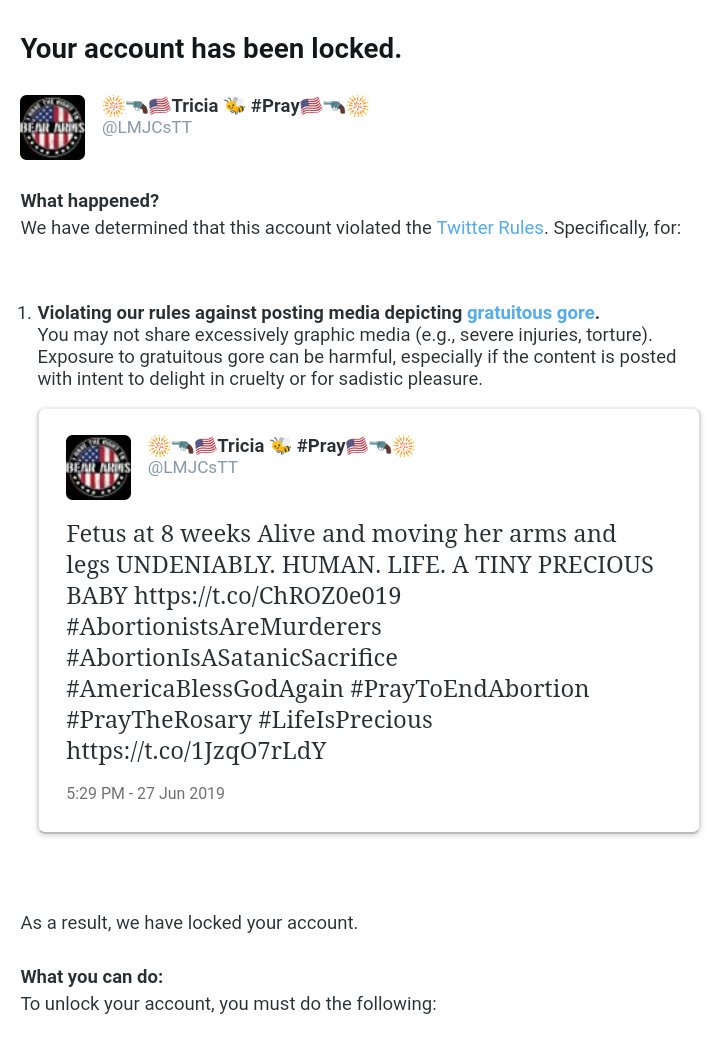 Your account has been locked.
🔆🔫🇺🇸Tricia 🐝 #Pray🇺🇸🔫🔆
@LMJCsTT
BEAR ARMS
What happened?
We have determined that this account violated the Twitter Rules. Specifically, for:
1. Violating our rules against posting media depicting gratuitous gore.
You may not share excessively graphic media (e.g., severe injuries, torture).
Exposure to gratuitous gore can be harmful, especially if the content is posted
with intent to delight in cruelty or for sadistic pleasure.
🔆🔫🇺🇸Tricia 🐝 #Pray🇺🇸🔫🔆
@LMJCsTT
BEAR ARMS
Fetus at 8 weeks Alive and moving her arms and
legs UNDENIABLY. HUMAN. LIFE. A TINY PRECIOUS
BABY https://t.co/ChROZ0e019
#AbortionistsAreMurderers
#AbortionIsASatanicSacrifice
#AmericaBlessGodAgain #PrayToEndAbortion
#PrayTheRosary #LifeIsPrecious
https://t.co/1JzqO7rLdY
5:29 PM - 27 Jun 2019
As a result, we have locked your account.
What you can do:
To unlock your account, you must do the following: